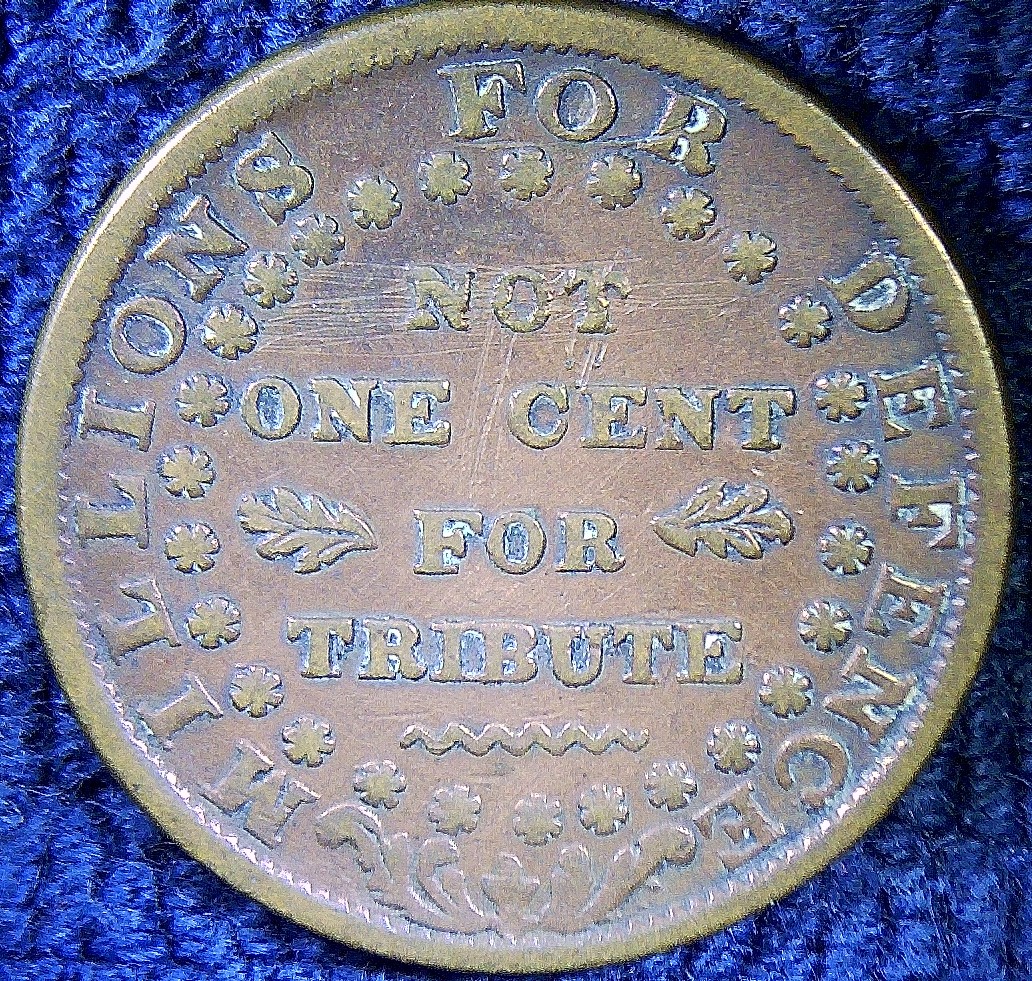 MILLIONS FOR DEFENCE
NOT
ONE CENT
FOR
TRIBUTE